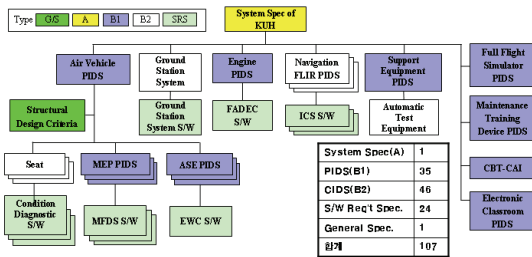 Type G/S A B1 B2 SRS
System Spec of
KUH
Air Vehicle
PIDS
Ground
Station
System
Engine
PIDS
Navigation
FLIR PIDS
Support
Equipment PIDS
Full Flight
Simulator
PIDS
Structural
Design Criteria
Ground
Station
System S/W
FADEC
S/W
ICS S/W
Automatic
Test
Equipment
Maintenance
Training
Device PIDS
Seat
MEP PIDS
ASE PIDS
CBT-CAI
Condition
Diagnostic
S/W
MFDS S/W
EWC S/W
Electronic
Classroom
PIDS
System Spec(A) 1
PIDS(B1) 35
CIDS(B2) 46
S/W Req't Spec. 24
General Spec. 1
합계 107